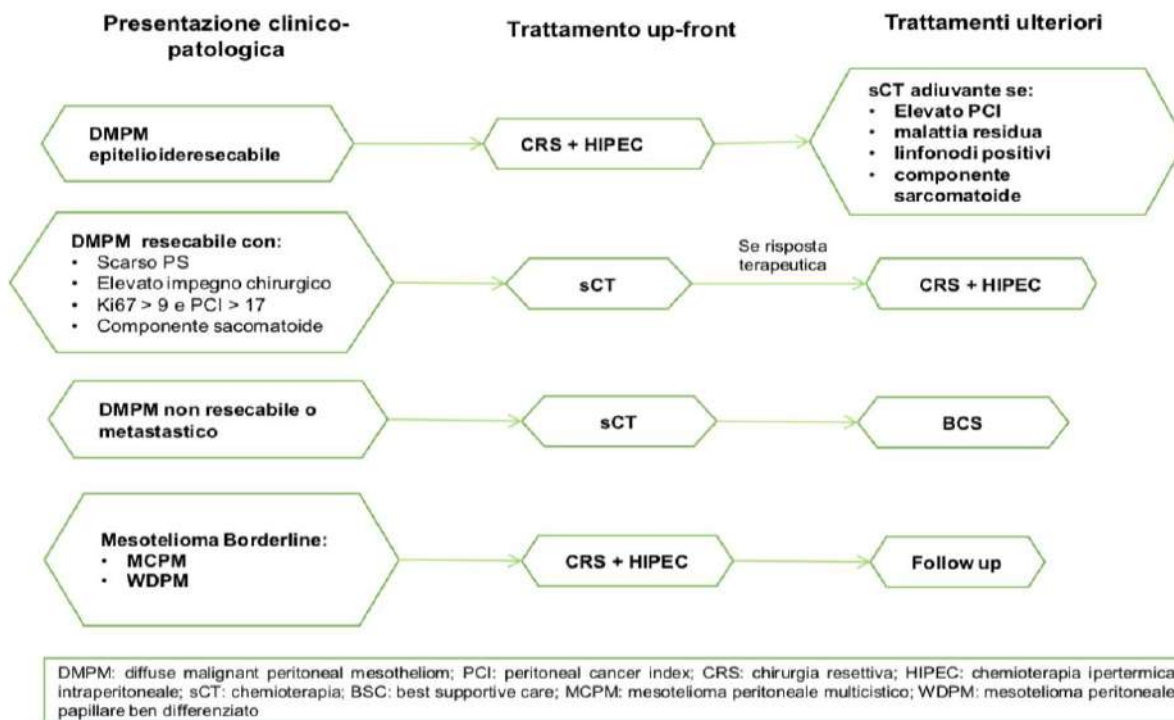 Presentazione clinico-
patologica
Trattamento up-front
Trattamenti ulteriori
DMPM
epitelioideresecabile
CRS + HIPEC
sCT adiuvante se:
• Elevato PCI
• malattia residua
• linfonodi positivi
• componente
sarcomatoide
DMPM resecabile con:
• Scarso PS
• Elevato impegno chirurgico
• Ki67 > 9 e PCI > 17
• Componente sacomatoide
sCT
Se risposta
terapeutica
CRS + HIPEC
DMPM non resecabile o
metastastico
sCT
BCS
Mesotelioma Borderline:
• MCPM
• WDPM
CRS + HIPEC
Follow up
DMPM: diffuse malignant peritoneal mesotheliom; PCI: peritoneal cancer index; CRS: chirurgia resettiva; HIPEC: chemioterapia ipertermica
intraperitoneale; sCT: chemioterapia; BSC: best supportive care; MCPM: mesotelioma peritoneale multicistico; WDPM: mesotelioma peritoneale
papillare ben differenziato